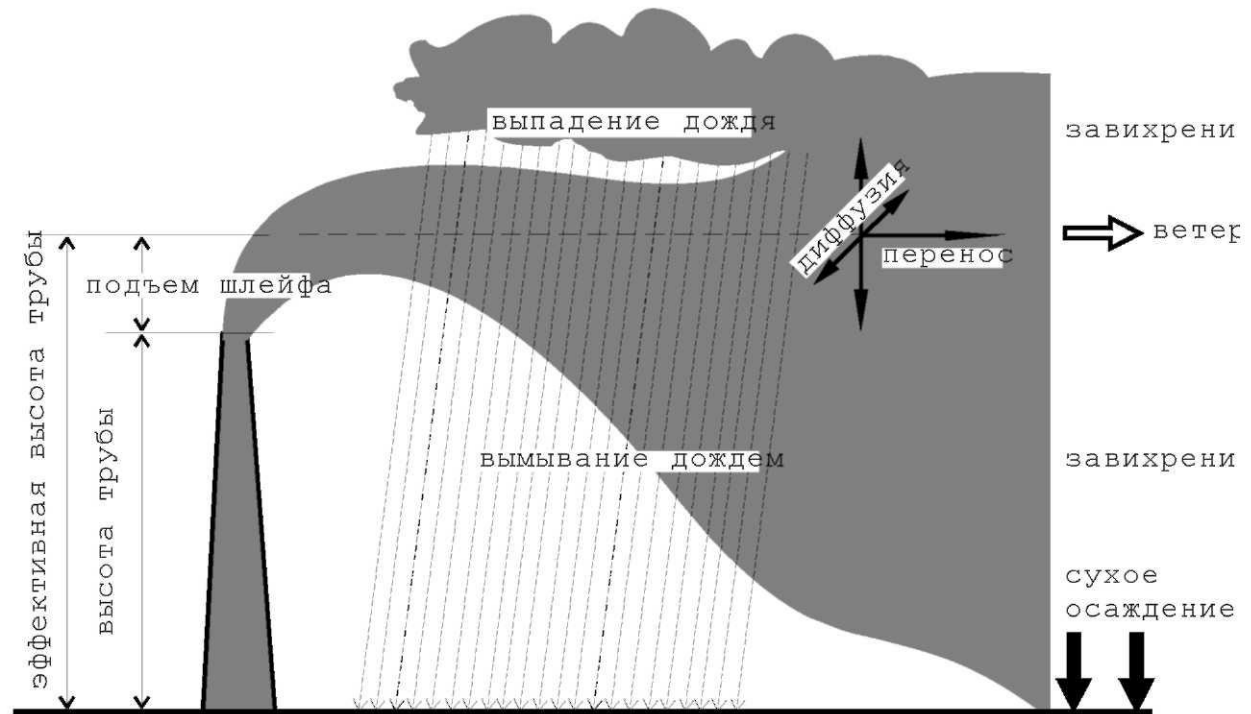 выпадение дождя
завихрени
диффузия
ветер
перенос
подъем шлейфа
эффективная высота трубы
высота трубы
вымывание дождем
завихрени
сухое
осаждение